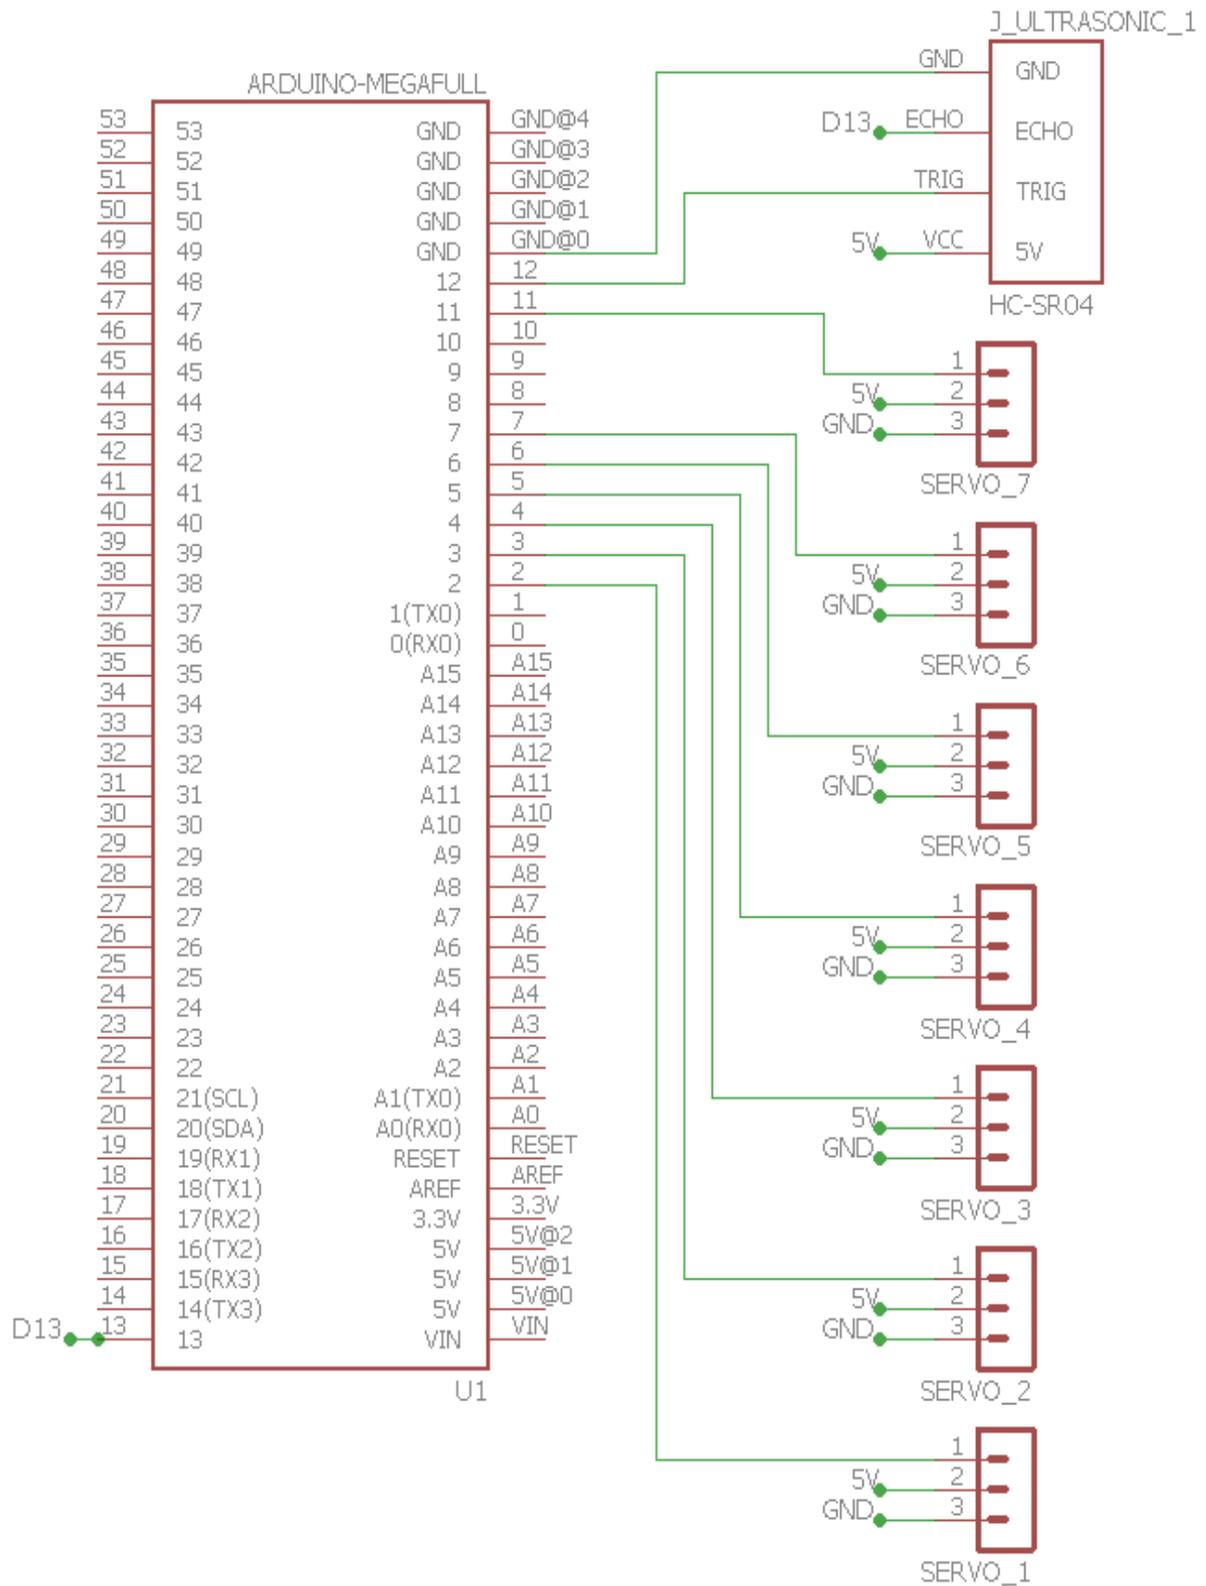 J_ULTRASONIC_1
GND GND
D13 ECHO ECHO
TRIG TRIG
5V VCC 5V
HC-SR04
ARDUINO-MEGAFULL
53 53 GND GND@4
52 52 GND GND@3
51 51 GND GND@2
50 50 GND GND@1
49 49 GND GND@0
48 48 12 12
47 47 11 11
46 46 10 10
45 45 9 9
44 44 8 8
43 43 7 7
42 42 6 6
41 41 5 5
40 40 4 4
39 39 3 3
38 38 2 2
37 37 1(TX0) 1
36 36 0(RX0) 0
35 35 A15 A15
34 34 A14 A14
33 33 A13 A13
32 32 A12 A12
31 31 A11 A11
30 30 A10 A10
29 29 A9 A9
28 28 A8 A8
27 27 A7 A7
26 26 A6 A6
25 25 A5 A5
24 24 A4 A4
23 23 A3 A3
22 22 A2 A2
21 21(SCL) A1(TX0) A1
20 20(SDA) A0(RX0) A0
19 19(RX1) RESET RESET
18 18(TX1) AREF AREF
17 17(RX2) 3.3V 3.3V
16 16(TX2) 5V 5V@2
15 15(RX3) 5V 5V@1
14 14(TX3) 5V 5V@0
D13 13 13 VIN VIN
U1
1
5V 2
GND 3
SERVO_7
1
5V 2
GND 3
SERVO_6
1
5V 2
GND 3
SERVO_5
1
5V 2
GND 3
SERVO_4
1
5V 2
GND 3
SERVO_3
1
5V 2
GND 3
SERVO_2
1
5V 2
GND 3
SERVO_1